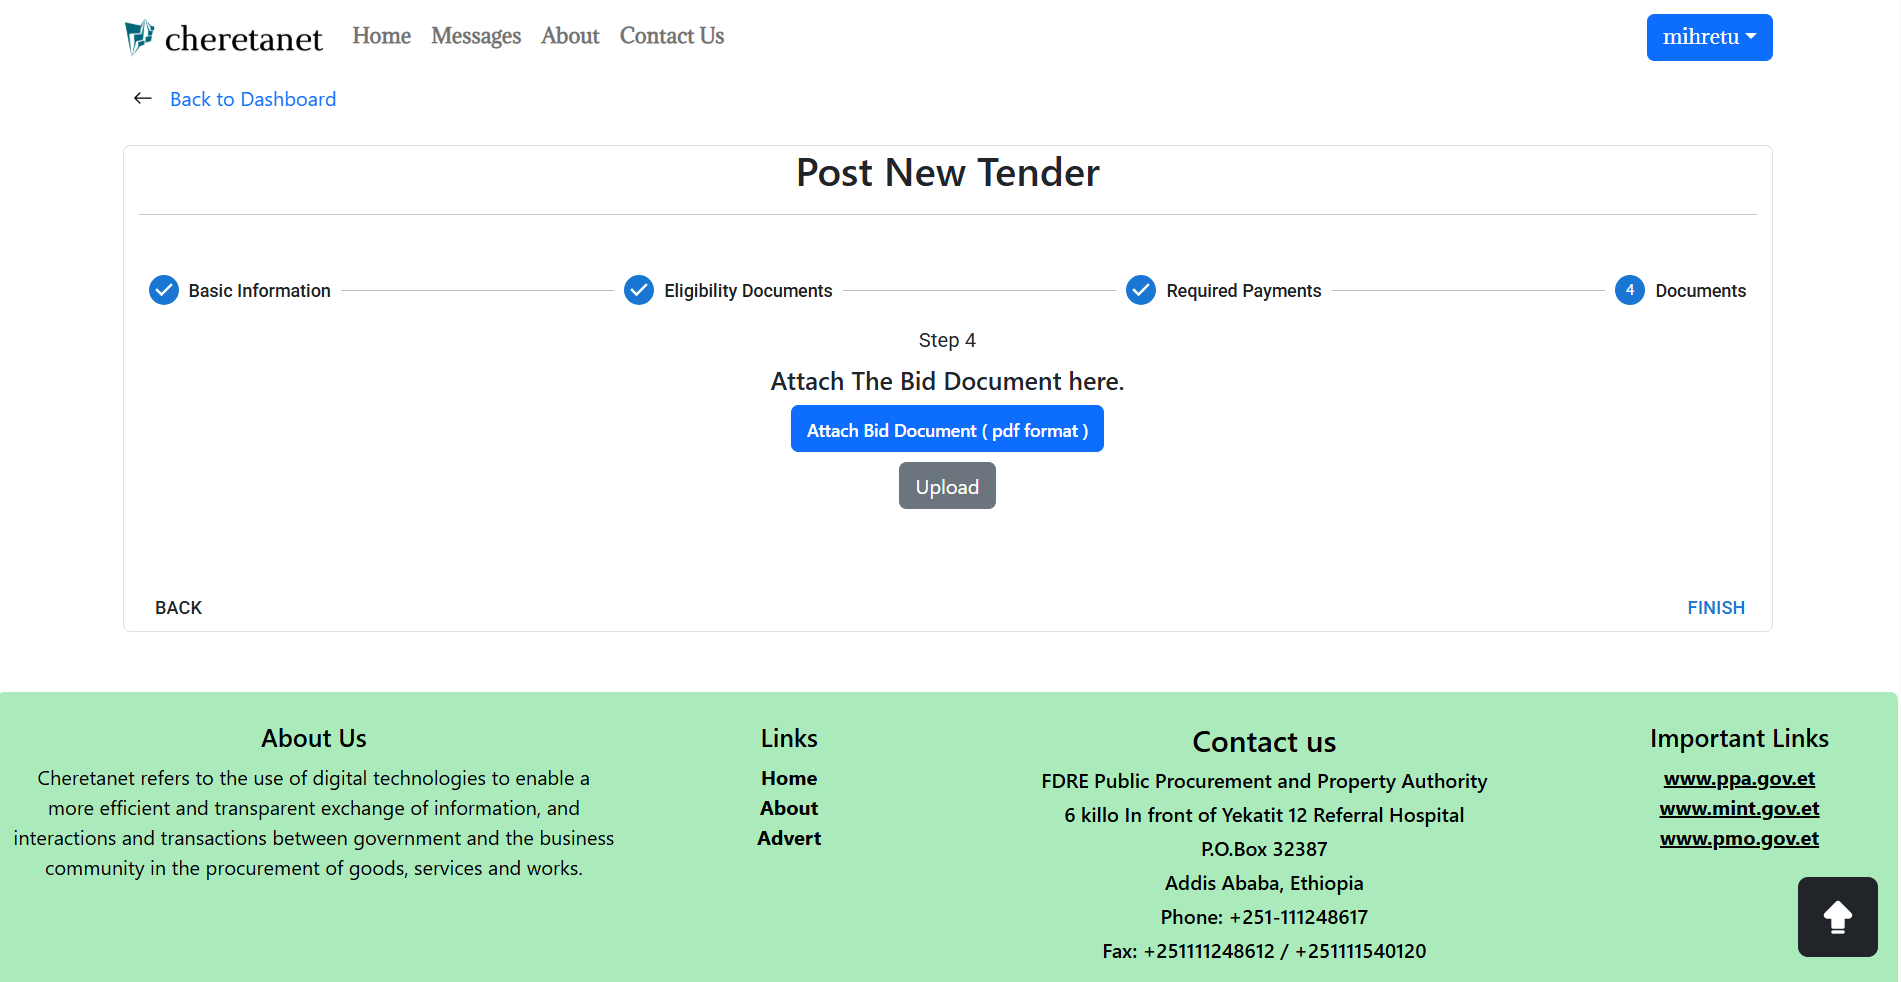 cheretanet Home Messages About Contact Us mihretu
Back to Dashboard
Post New Tender
Basic Information Eligibility Documents Required Payments 4 Documents
Step 4
Attach The Bid Document here.
Attach Bid Document ( pdf format )
Upload
BACK FINISH
About Us
Cheretanet refers to the use of digital technologies to enable a
more efficient and transparent exchange of information, and
interactions and transactions between government and the business
community in the procurement of goods, services and works.
Links
Home
About
Advert
Contact us
FDRE Public Procurement and Property Authority
6 killo In front of Yekatit 12 Referral Hospital
P.O.Box 32387
Addis Ababa, Ethiopia
Phone: +251-111248617
Fax: +251111248612 / +251111540120
Important Links
www.ppa.gov.et
www.mint.gov.et
www.pmo.gov.et